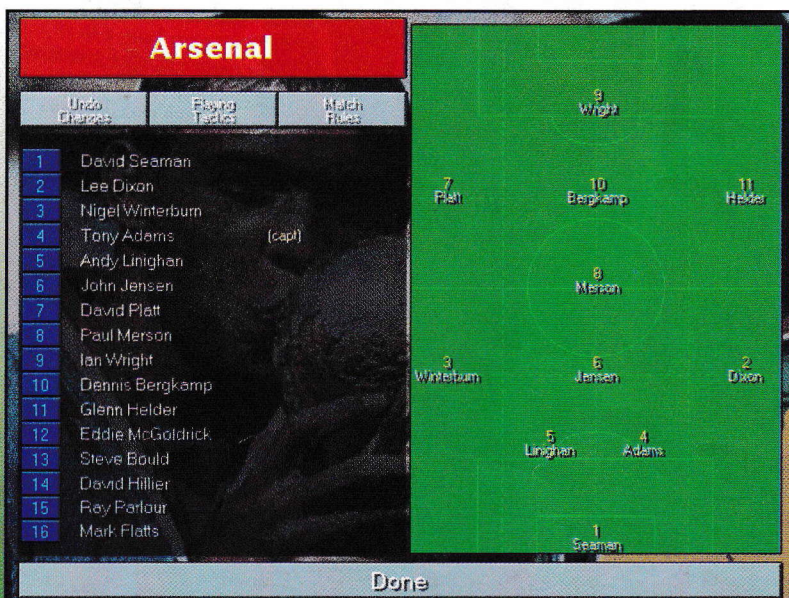 Arsenal
Undo
Changes
Playing
Tactics
Match
Rules
1 David Seaman
2 Lee Dixon
3 Nigel Winterburn
4 Tony Adams (capt)
5 Andy Linighan
6 John Jensen
7 David Platt
8 Paul Merson
9 Ian Wright
10 Dennis Bergkamp
11 Glenn Helder
12 Eddie McGoldrick
13 Steve Bould
14 David Hillier
15 Ray Parlour
16 Mark Flatts
9
Wright
7 10 11
Platt Bergkamp Helder
8
Merson
3 6 2
Winterburn Jensen Dixon
5 4
Linighan Adams
1
Seaman
Done